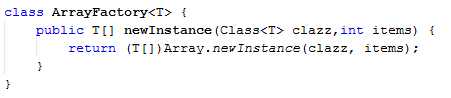 class ArrayFactory<T> {
public T[] newInstance(Class<T> clazz,int items) {
return (T[])Array.newInstance(clazz, items);
}
}